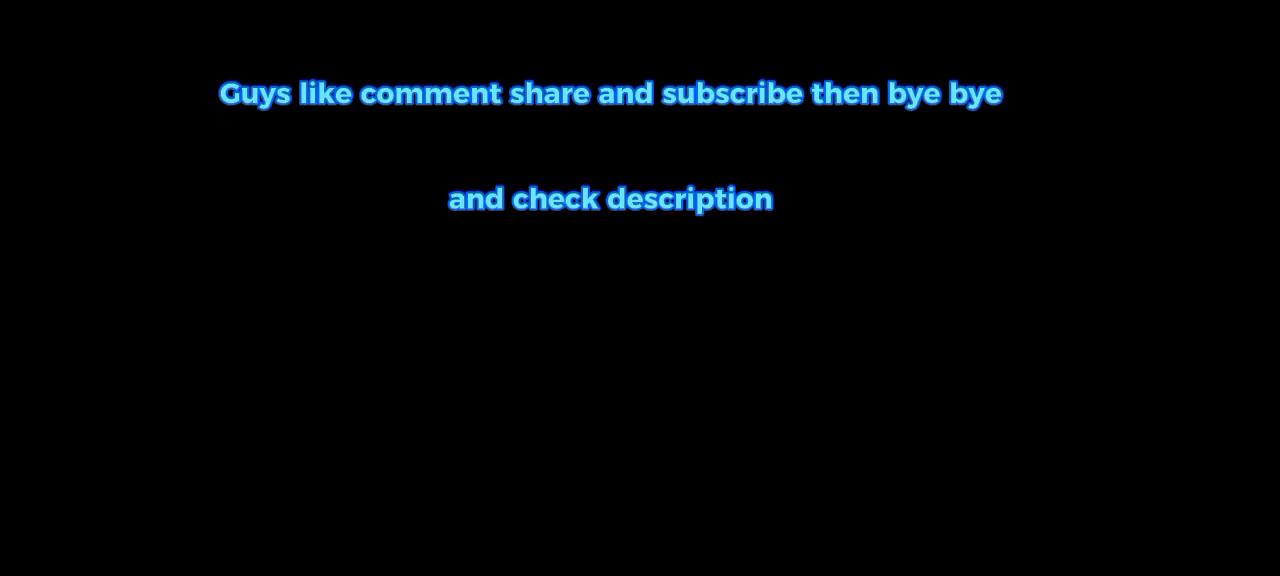 Guys like comment share and subscribe then bye bye
and check description